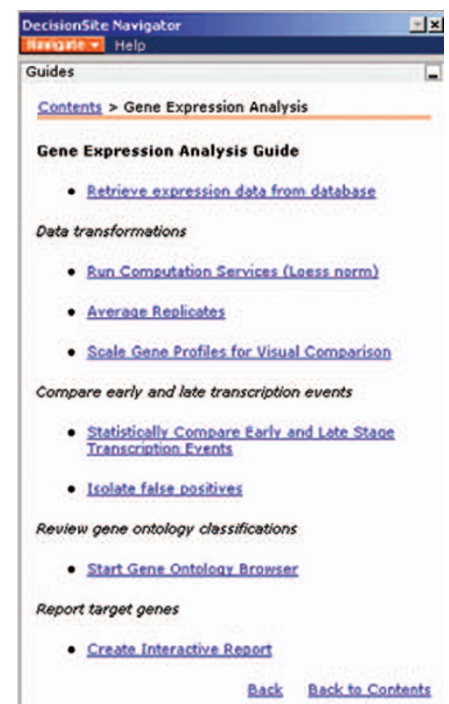 DecisionSite Navigator
Navigate Help
Guides
Contents > Gene Expression Analysis
Gene Expression Analysis Guide
Retrieve expression data from database
Data transformations
Run Computation Services (Loess norm)
Average Replicates
Scale Gene Profiles for Visual Comparison
Compare early and late transcription events
Statistically Compare Early and Late Stage
Transcription Events
Isolate false positives
Review gene ontology classifications
Start Gene Ontology Browser
Report target genes
Create Interactive Report
Back Back to Contents